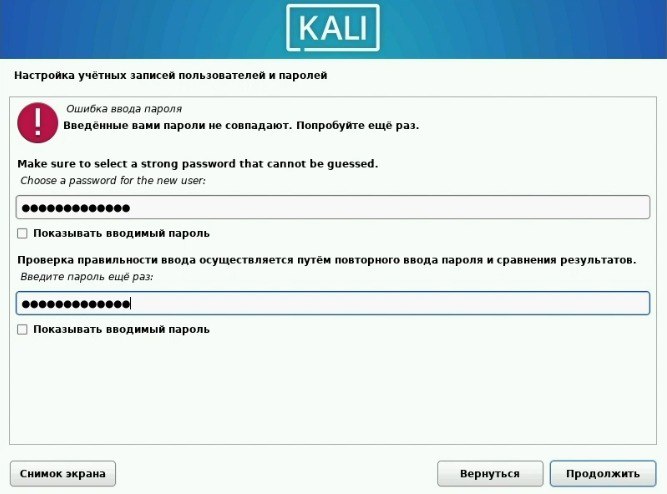 KALI
Настройка учётных записей пользователей и паролей
Ошибка ввода пароля
Введённые вами пароли не совпадают. Попробуйте ещё раз.
Make sure to select a strong password that cannot be guessed.
Choose a password for the new user:
●●●●●●●●●●●●●
Показывать вводимый пароль
Проверка правильности ввода осуществляется путём повторного ввода пароля и сравнения результатов.
Введите пароль ещё раз:
●●●●●●●●●●●●●
Показывать вводимый пароль
Снимок экрана
Вернуться
Продолжить